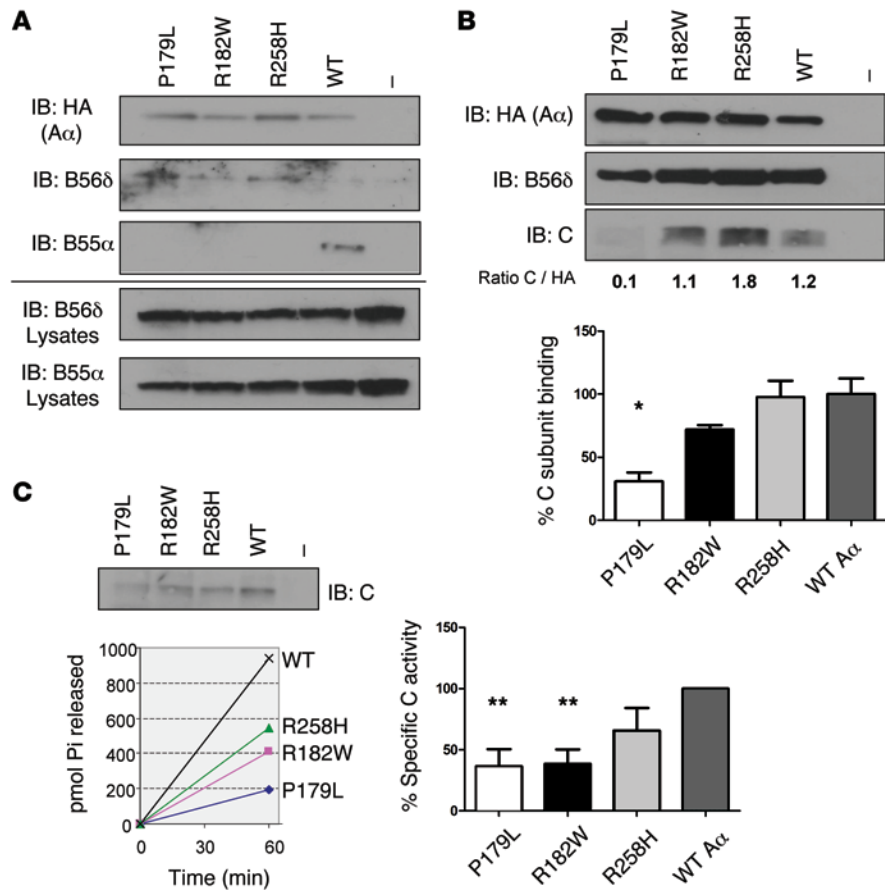 A
P179L
R182W
R258H
WT
–
IB: HA
(Aα)
IB: B56δ
IB: B55α
IB: B56δ
Lysates
IB: B55α
Lysates
B
P179L
R182W
R258H
WT
–
IB: HA (Aα)
IB: B56δ
IB: C
Ratio C / HA 0.1 1.1 1.8 1.2
% C subunit binding
150
100
50
0
*
P179L
R182W
R258H
WT Aα
C
P179L
R182W
R258H
WT
–
IB: C
pmol Pi released
1000
800
600
400
200
0
WT
R258H
R182W
P179L
0 30 60
Time (min)
% Specific C activity
150
100
50
0
**
**
P179L
R182W
R258H
WT Aα